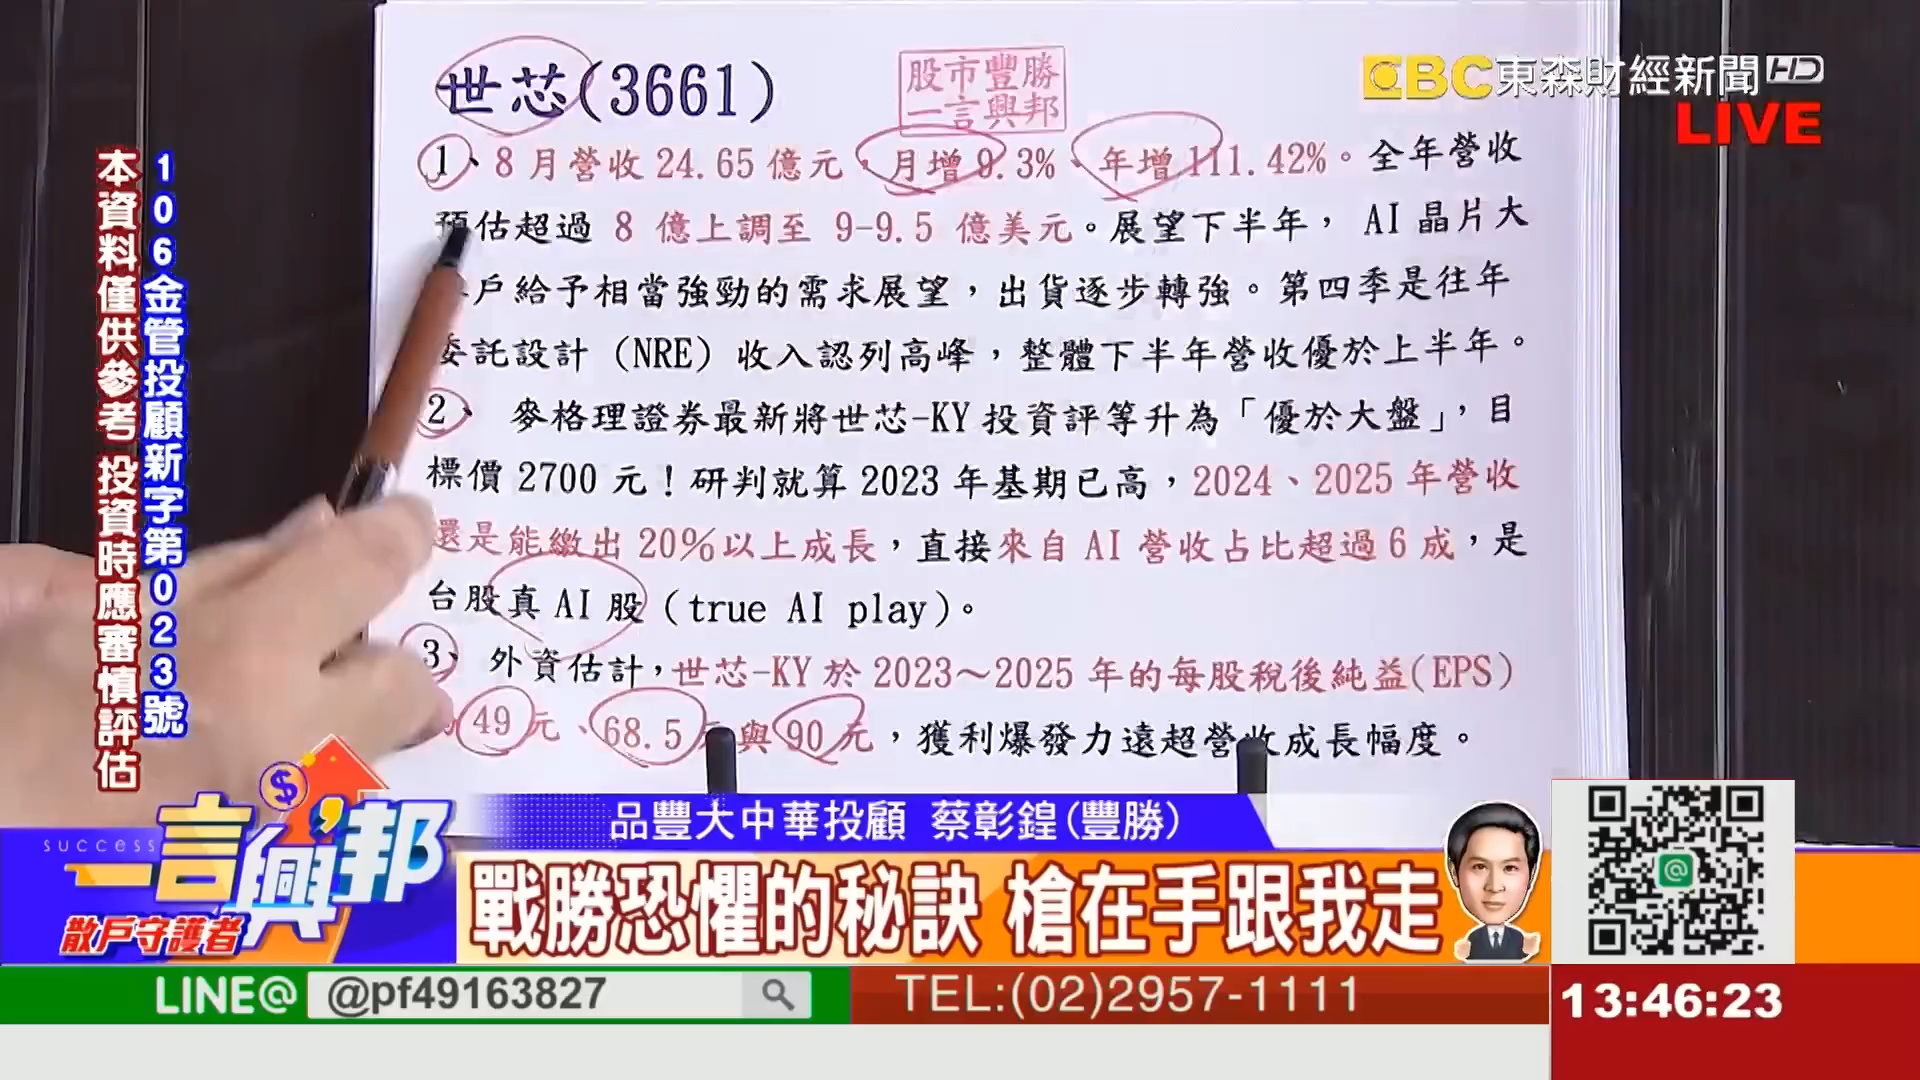 世芯(3661)
股市豐勝
一言興邦
EBC東森財經新聞HD
LIVE
1、8月營收24.65億元,月增9.3%、年增111.42%。全年營收
預估超過 8 億上調至 9-9.5 億美元。展望下半年, AI晶片大
戶給予相當強勁的需求展望,出貨逐步轉強。第四季是往年
委託設計(NRE)收入認列高峰,整體下半年營收優於上半年。
2、 麥格理證券最新將世芯-KY投資評等升為「優於大盤」,目
標價2700元!研判就算2023年基期已高,2024、2025年營收
還是能繳出20%以上成長,直接來自AI營收占比超過6成,是
台股真AI股(true AI play)。
3、 外資估計,世芯-KY於2023~2025年的每股稅後純益(EPS)
49元、68.5元與90元,獲利爆發力遠超營收成長幅度。
106金管投顧新字第023號
本資料僅供參考 投資時應審慎評估
success
一言興邦
散戶守護者
品豐大中華投顧 蔡彰鍠(豐勝)
戰勝恐懼的秘訣 槍在手跟我走
LINE@ @pf49163827
TEL:(02)2957-1111
13:46:23